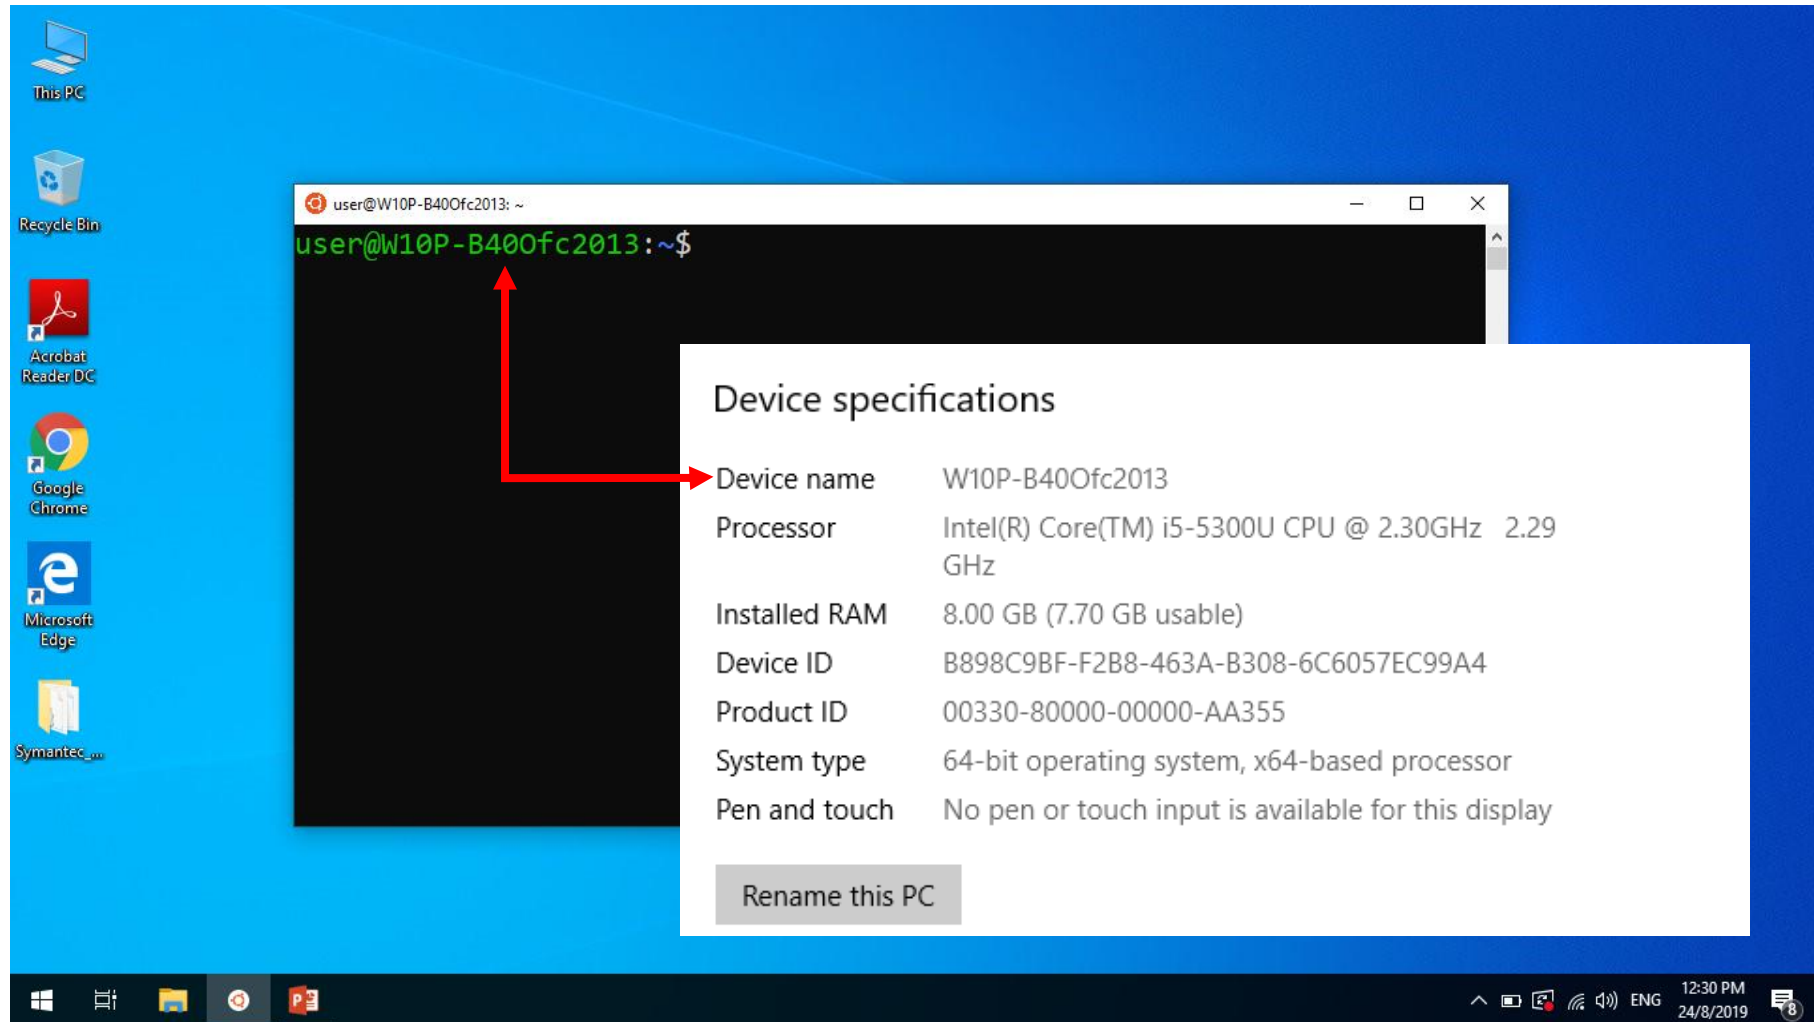 This PC
Recycle Bin
Acrobat
Reader DC
Google
Chrome
Microsoft
Edge
Symantec_...
user@W10P-B40Ofc2013: ~
user@W10P-B40Ofc2013:~$
Device specifications
Device name W10P-B40Ofc2013
Processor Intel(R) Core(TM) i5-5300U CPU @ 2.30GHz 2.29
GHz
Installed RAM 8.00 GB (7.70 GB usable)
Device ID B898C9BF-F2B8-463A-B308-6C6057EC99A4
Product ID 00330-80000-00000-AA355
System type 64-bit operating system, x64-based processor
Pen and touch No pen or touch input is available for this display
Rename this PC
ENG
12:30 PM
24/8/2019
8